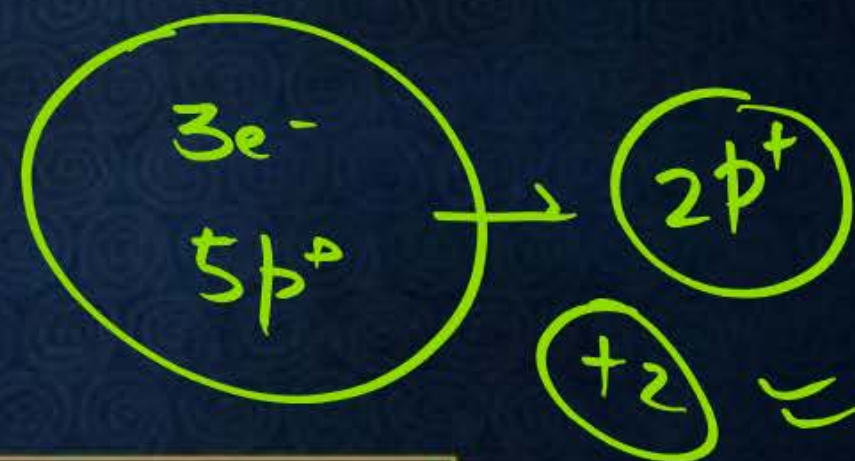 3e⁻
5p⁺ → 2p⁺
+2 =